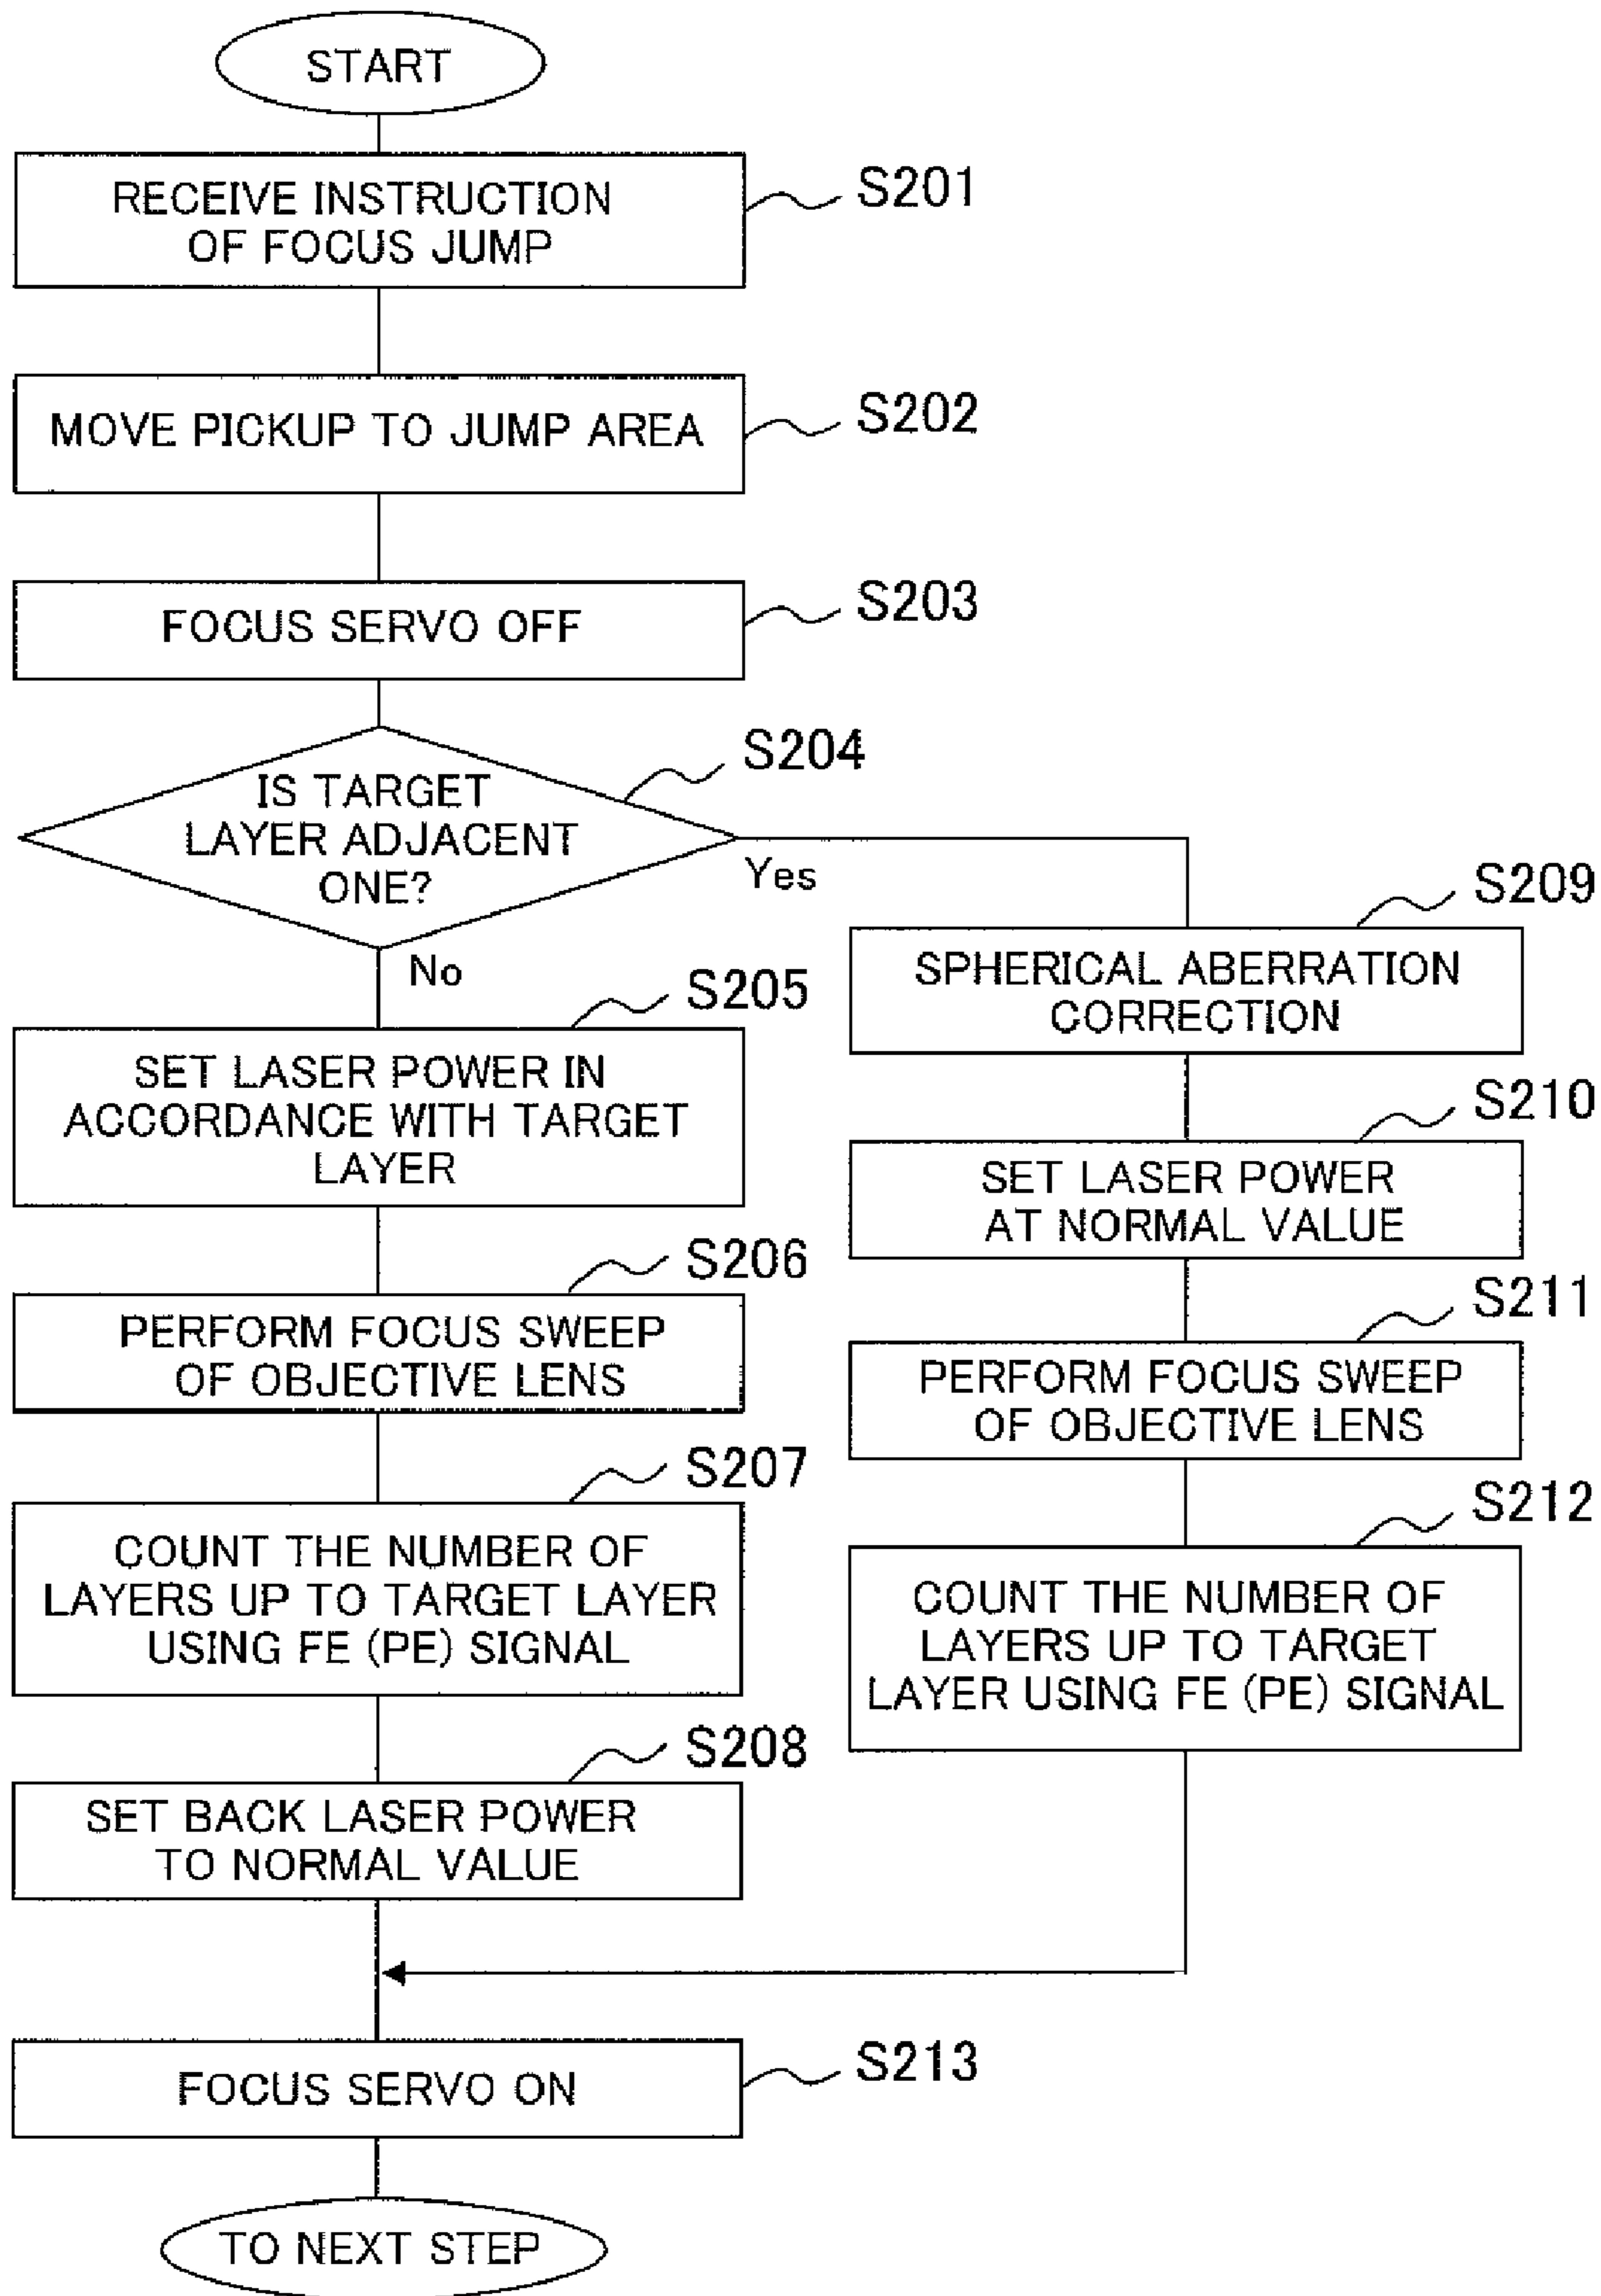 START
RECEIVE INSTRUCTION
OF FOCUS JUMP
S201
MOVE PICKUP TO JUMP AREA
S202
FOCUS SERVO OFF
S203
IS TARGET
LAYER ADJACENT
ONE?
S204
Yes
No
S205
SET LASER POWER IN
ACCORDANCE WITH TARGET
LAYER
S206
PERFORM FOCUS SWEEP
OF OBJECTIVE LENS
S207
COUNT THE NUMBER OF
LAYERS UP TO TARGET LAYER
USING FE (PE) SIGNAL
S208
SET BACK LASER POWER
TO NORMAL VALUE
S209
SPHERICAL ABERRATION
CORRECTION
S210
SET LASER POWER
AT NORMAL VALUE
S211
PERFORM FOCUS SWEEP
OF OBJECTIVE LENS
S212
COUNT THE NUMBER OF
LAYERS UP TO TARGET
LAYER USING FE (PE) SIGNAL
FOCUS SERVO ON
S213
TO NEXT STEP